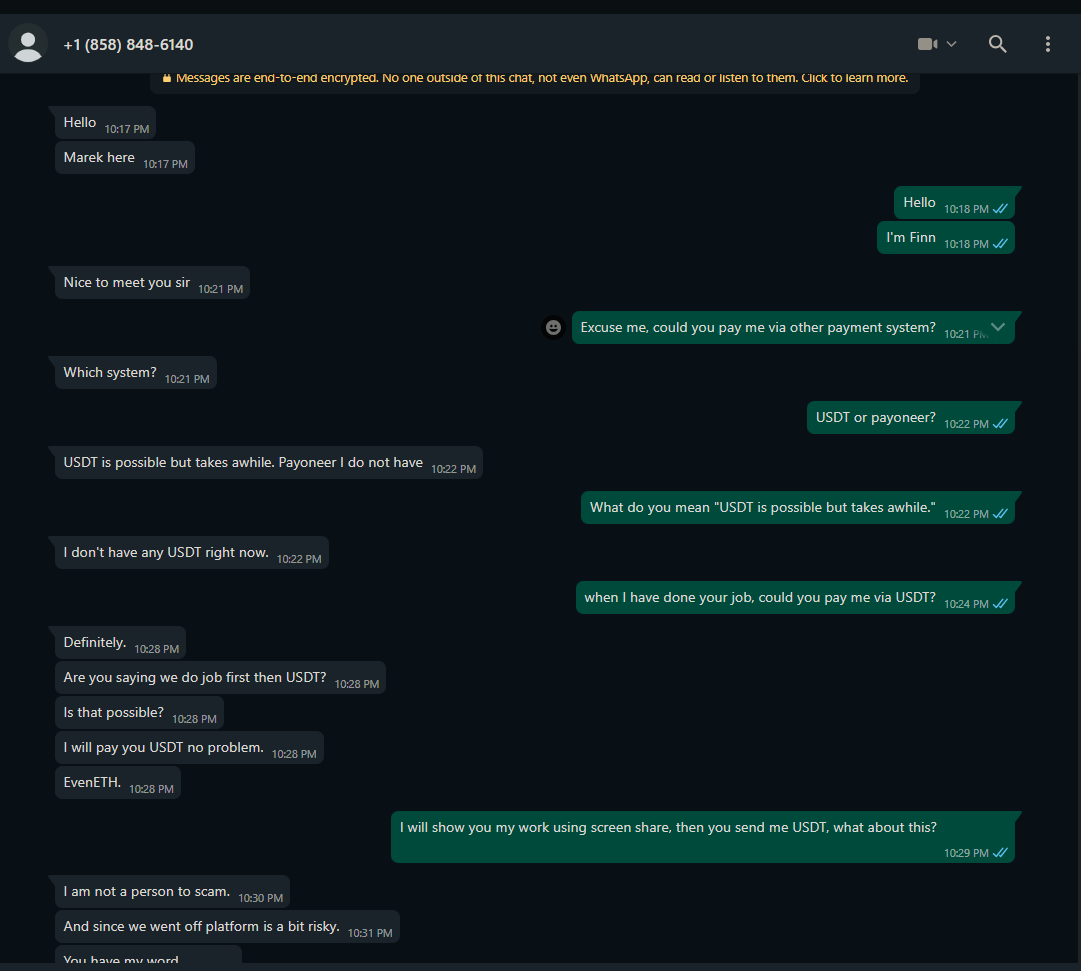 +1 (858) 848-6140
Messages are end-to-end encrypted. No one outside of this chat, not even WhatsApp, can read or listen to them. Click to learn more.
Hello 10:17 PM
Marek here 10:17 PM
Hello 10:18 PM
I'm Finn 10:18 PM
Nice to meet you sir 10:21 PM
Excuse me, could you pay me via other payment system? 10:21 PM
Which system? 10:21 PM
USDT or payoneer? 10:22 PM
USDT is possible but takes awhile. Payoneer I do not have 10:22 PM
What do you mean "USDT is possible but takes awhile." 10:22 PM
I don't have any USDT right now. 10:22 PM
when I have done your job, could you pay me via USDT? 10:24 PM
Definitely. 10:28 PM
Are you saying we do job first then USDT? 10:28 PM
Is that possible? 10:28 PM
I will pay you USDT no problem. 10:28 PM
EvenETH. 10:28 PM
I will show you my work using screen share, then you send me USDT, what about this?
10:29 PM
I am not a person to scam. 10:30 PM
And since we went off platform is a bit risky. 10:31 PM
You have my word